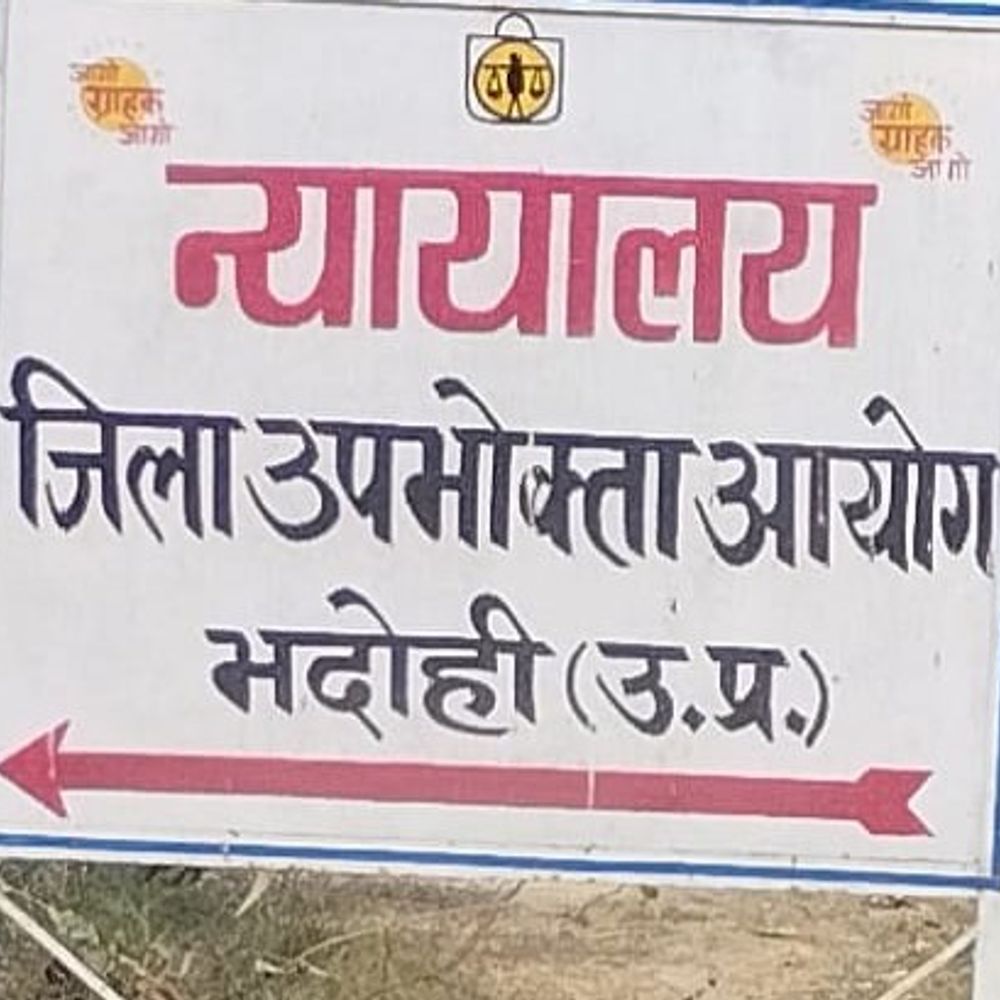 जागो
ग्राहक
जागो
जागो
ग्राहक
जागो
न्यायालय
जिला उपभोक्ता आयोग
भदोही (उ.प्र.)